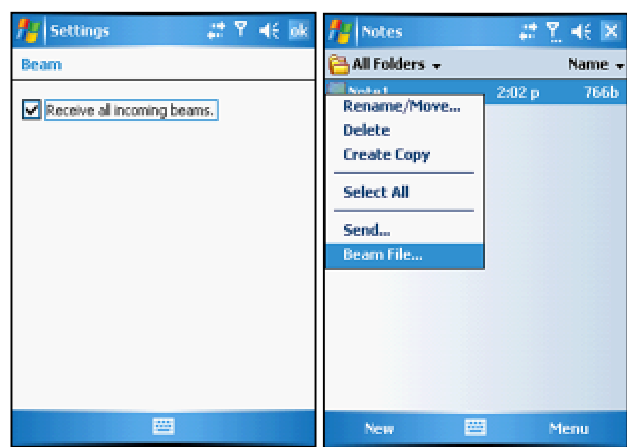 Settings
ok
Beam
Receive all incoming beams.
Notes
All Folders
Name
Note1 2:02 p 766b
Rename/Move...
Delete
Create Copy
Select All
Send...
Beam File...
New
Menu